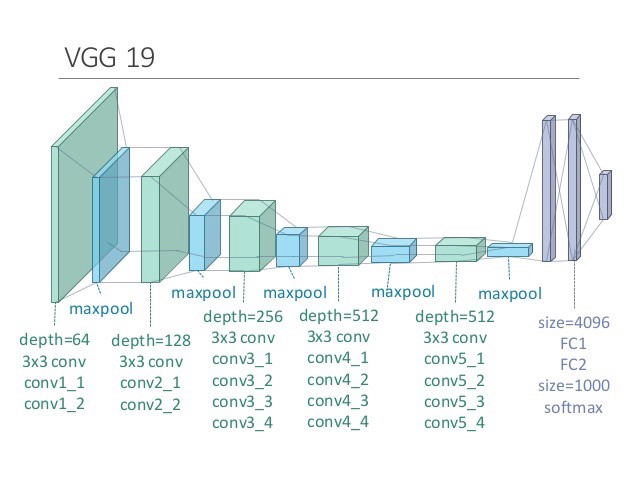 VGG 19
maxpool
maxpool
maxpool
maxpool
maxpool
depth=64
3x3 conv
conv1_1
conv1_2
depth=128
3x3 conv
conv2_1
conv2_2
depth=256
3x3 conv
conv3_1
conv3_2
conv3_3
conv3_4
depth=512
3x3 conv
conv4_1
conv4_2
conv4_3
conv4_4
depth=512
3x3 conv
conv5_1
conv5_2
conv5_3
conv5_4
size=4096
FC1
FC2
size=1000
softmax